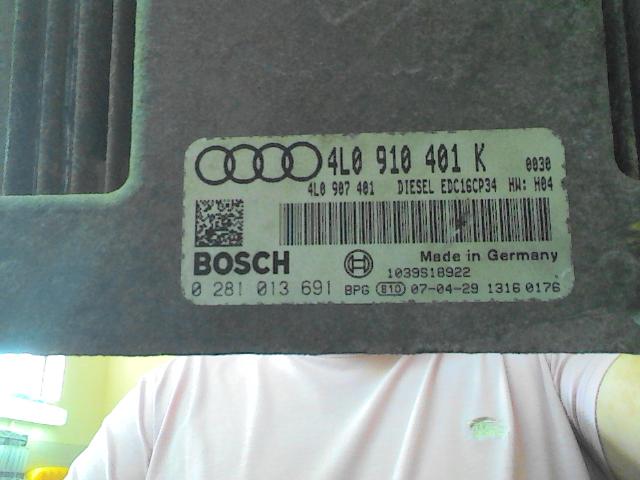 4L0 910 401 K 0030
4L0 907 401 DIESEL EDC16CP34 HW: H04
BOSCH Made in Germany
1039S18922
0 281 013 691 BPG E10 07-04-29 1316 0176